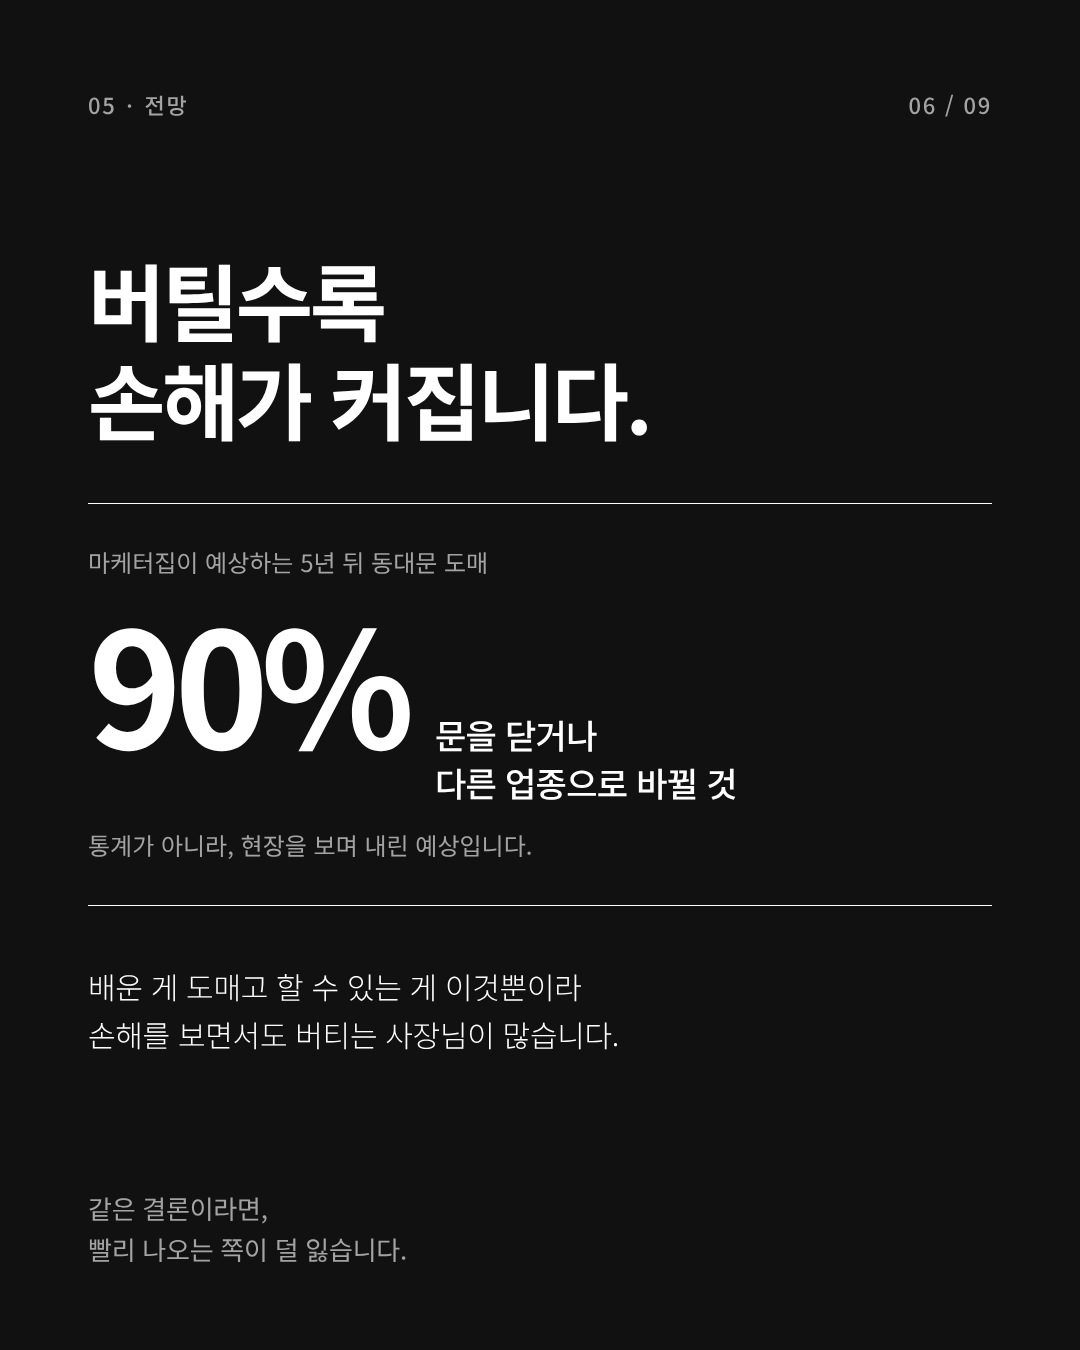 05 · 전망
06 / 09
버틸수록
손해가 커집니다.
마케터집이 예상하는 5년 뒤 동대문 도매
90%
문을 닫거나
다른 업종으로 바뀔 것
통계가 아니라, 현장을 보며 내린 예상입니다.
배운 게 도매고 할 수 있는 게 이것뿐이라
손해를 보면서도 버티는 사장님이 많습니다.
같은 결론이라면,
빨리 나오는 쪽이 덜 잃습니다.